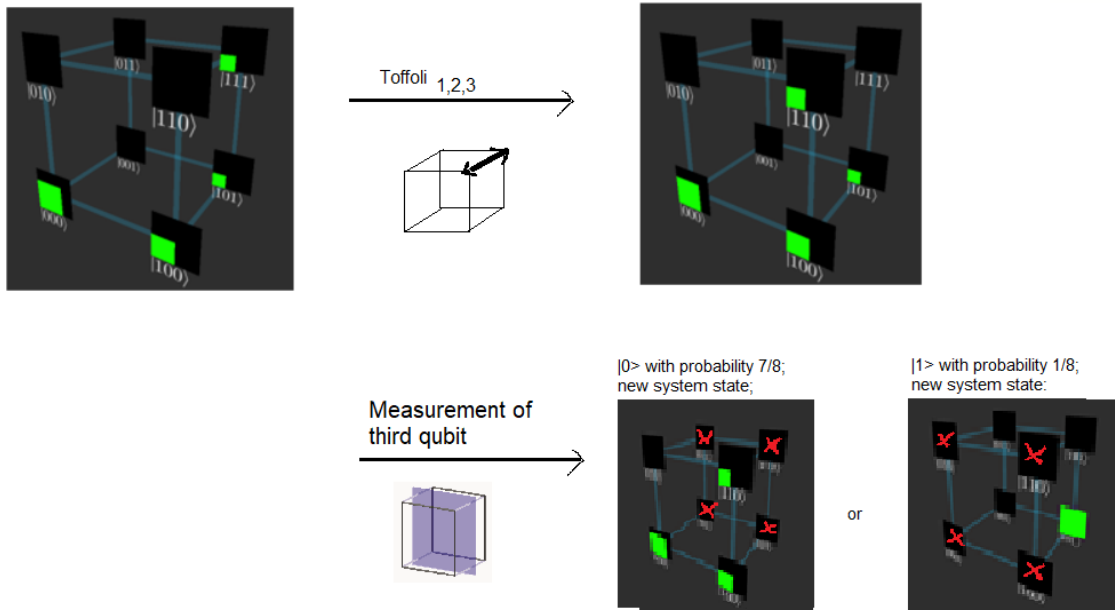 |010⟩
|011⟩
|111⟩
|110⟩
|000⟩
|001⟩
|101⟩
|100⟩
Toffoli 1,2,3
|010⟩
|011⟩
|111⟩
|110⟩
|000⟩
|001⟩
|101⟩
|100⟩
Measurement of
third qubit
|0> with probability 7/8;
new system state;
|110⟩
or
|1> with probability 1/8;
new system state:
|110⟩